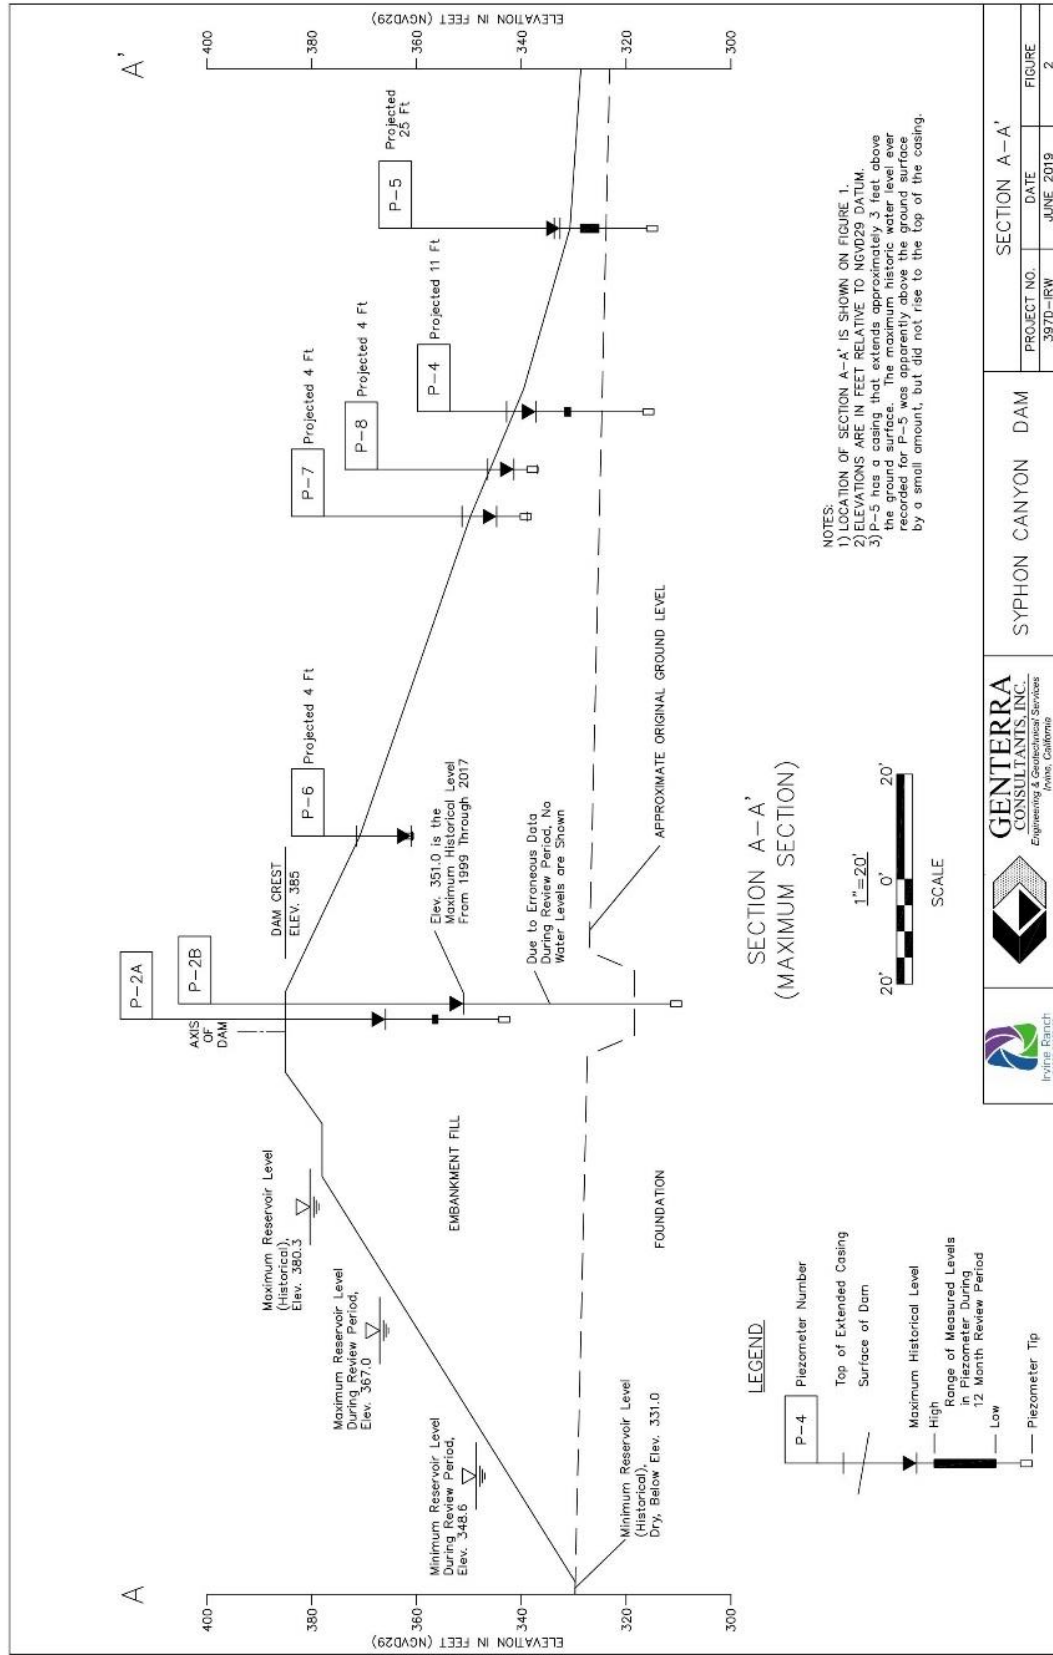 A
A'
ELEVATION IN FEET (NGVD29)
400
380
360
340
320
300
ELEVATION IN FEET (NGVD29)
400
380
360
340
320
300
Maximum Reservoir Level
(Historical),
Elev. 380.3
Maximum Reservoir Level
During Review Period,
Elev. 367.0
Minimum Reservoir Level
During Review Period,
Elev. 348.6
Minimum Reservoir Level
(Historical),
Dry, Below Elev. 331.0
EMBANKMENT FILL
FOUNDATION
AXIS
OF
DAM
P-2A
P-2B
DAM CREST
ELEV. 385
P-6
Projected 4 Ft
Elev. 351.0 is the
Maximum Historical Level
From 1999 Through 2017
Due to Erroneous Data
During Review Period, No
Water Levels are Shown
APPROXIMATE ORIGINAL GROUND LEVEL
P-7
Projected 4 Ft
P-8
Projected 4 Ft
P-4
Projected 11 Ft
P-5
Projected
25 Ft
SECTION A-A'
(MAXIMUM SECTION)
1"=20'
20'
0'
20'
SCALE
LEGEND
P-4
Piezometer Number
Top of Extended Casing
Surface of Dam
Maximum Historical Level
High
Range of Measured Levels
in Piezometer During
12 Month Review Period
Low
Piezometer Tip
NOTES:
1) LOCATION OF SECTION A-A' IS SHOWN ON FIGURE 1.
2) ELEVATIONS ARE IN FEET RELATIVE TO NGVD29 DATUM.
3) P-5 has a casing that extends approximately 3 feet above
the ground surface. The maximum historic water level ever
recorded for P-5 was apparently above the ground surface
by a small amount, but did not rise to the top of the casing.
Irvine Ranch
GENTERRA
CONSULTANTS, INC.
Engineering & Geotechnical Services
Irvine, California
SYPHON CANYON DAM
SECTION A-A'
PROJECT NO.
397D-IRW
DATE
JUNE 2019
FIGURE
2